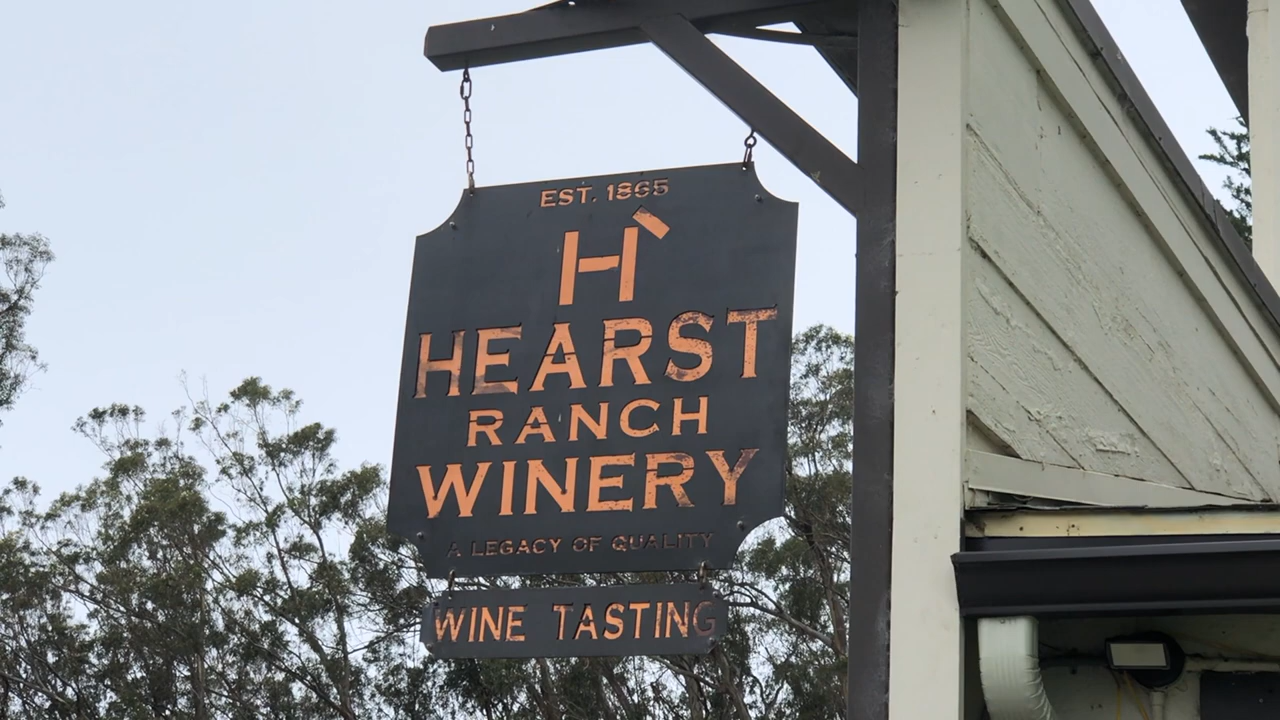 EST. 1865
H
HEARST
RANCH
WINERY
A LEGACY OF QUALITY
WINE TASTING